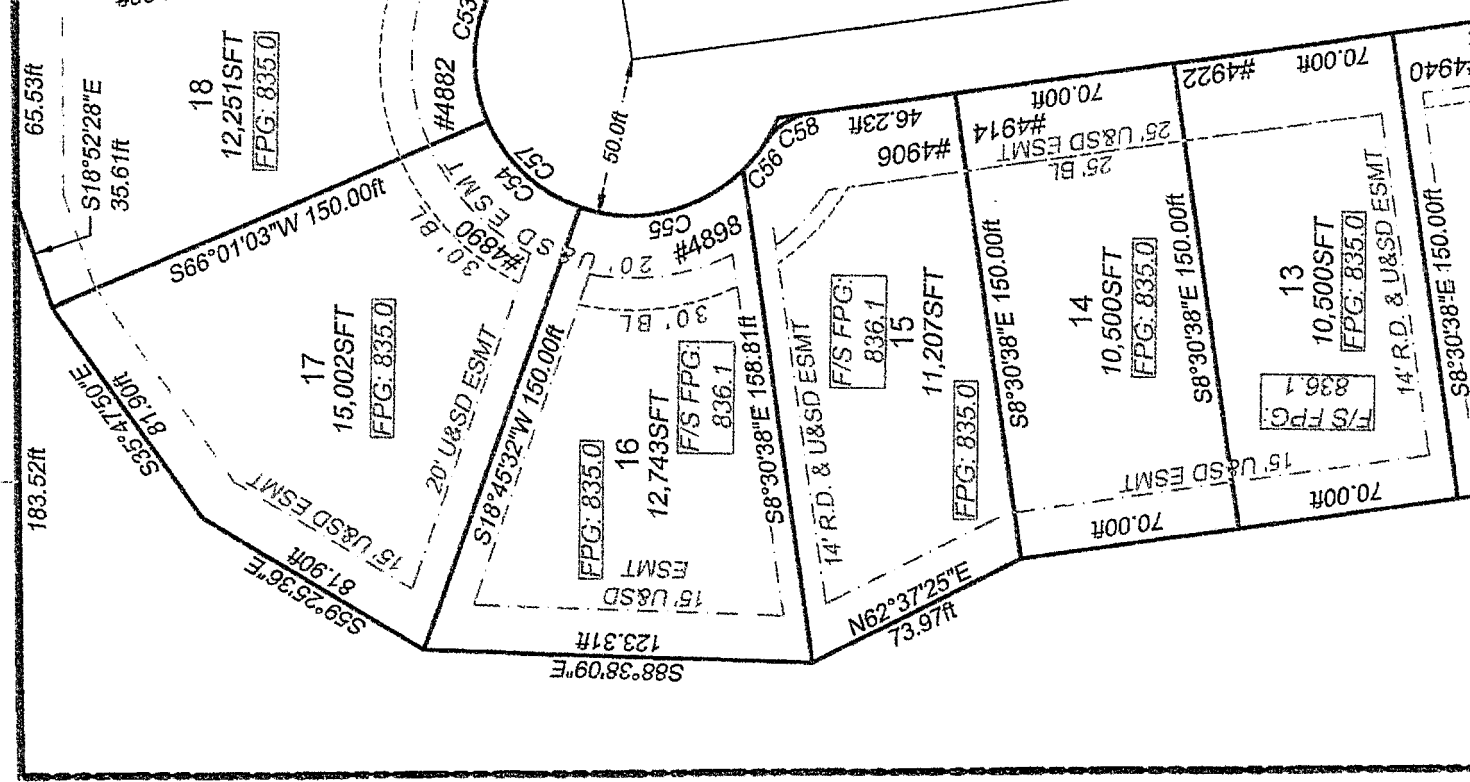 65.53ft
S18°52'28"E
35.61ft
18
12,251SFT
FPG: 835.0
#4882
C53
183.52ft
S66°01'03"W 150.00ft
S35°47'50"E
81.90ft
S59°25'36"E
81.90ft
17
15,002SFT
FPG: 835.0
15' U&SD ESMT
20' U&SD ESMT
30' BL
#4890
C54
C57
50.0ft
20' U&SD ESMT
S18°45'32"W 150.00ft
C55
#4898
30' BL
16
12,743SFT
FPG: 835.0
F/S FPG:
836.1
15' U&SD
ESMT
123.31ft
S88°38'09"E
S8°30'38"E 158.81ft
C56
C58
46.23ft
#4906
F/S FPG:
836.1
15
11,207SFT
FPG: 835.0
14' R.D. & U&SD ESMT
N62°37'25"E
73.97ft
S8°30'38"E 150.00ft
#4914
70.00ft
25' U&SD ESMT
25' BL
14
10,500SFT
FPG: 835.0
70.00ft
S8°30'38"E 150.00ft
#4922
70.00ft
13
10,500SFT
FPG: 835.0
F/S FPG:
836.1
14' R.D. & U&SD ESMT
15' U&SD ESMT
70.00ft
S8°30'38"E 150.00ft
#4940